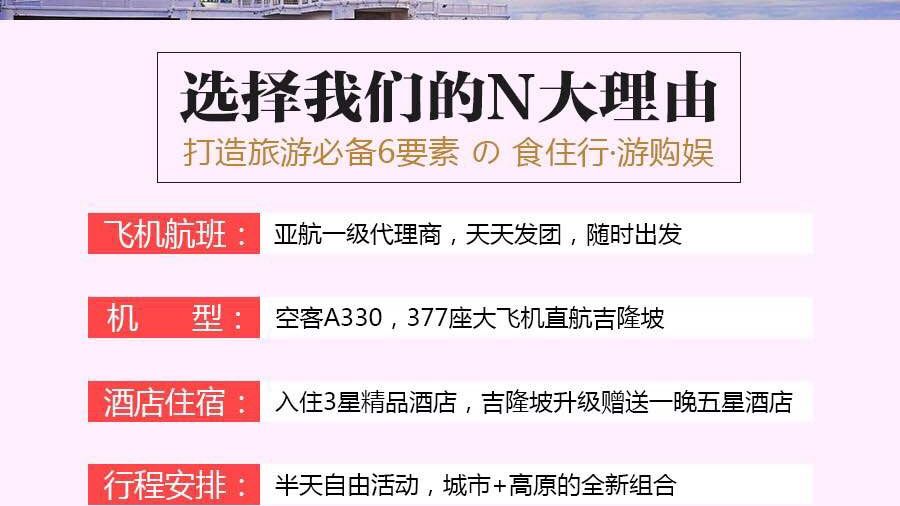 选择我们的N大理由
打造旅游必备6要素 の 食住行·游购娱
飞机航班： 亚航一级代理商，天天发团，随时出发
机 型： 空客A330，377座大飞机直航吉隆坡
酒店住宿： 入住3星精品酒店，吉隆坡升级赠送一晚五星酒店
行程安排： 半天自由活动，城市+高原的全新组合